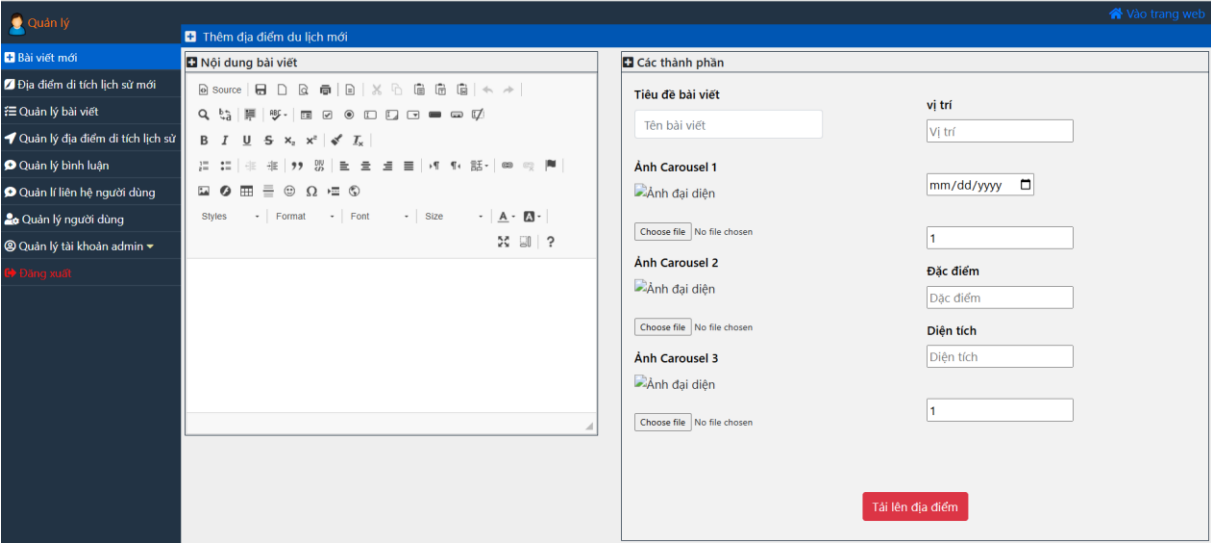 Quản lý
Vào trang web
Thêm địa điểm du lịch mới
Bài viết mới
Địa điểm di tích lịch sử mới
Quản lý bài viết
Quản lý địa điểm di tích lịch sử
Quản lý bình luận
Quản lí liên hệ người dùng
Quản lý người dùng
Quản lý tài khoản admin
Đăng xuất
Nội dung bài viết
Source
ABC
B I U S x₂ x² Iₓ
Styles Format Font Size A A
?
Các thành phần
Tiêu đề bài viết
Tên bài viết
Ảnh Carousel 1
Ảnh đại diện
Choose file No file chosen
Ảnh Carousel 2
Ảnh đại diện
Choose file No file chosen
Ảnh Carousel 3
Ảnh đại diện
Choose file No file chosen
vị trí
Vị trí
mm/dd/yyyy
1
Đặc điểm
Đặc điểm
Diện tích
Diện tích
1
Tải lên địa điểm